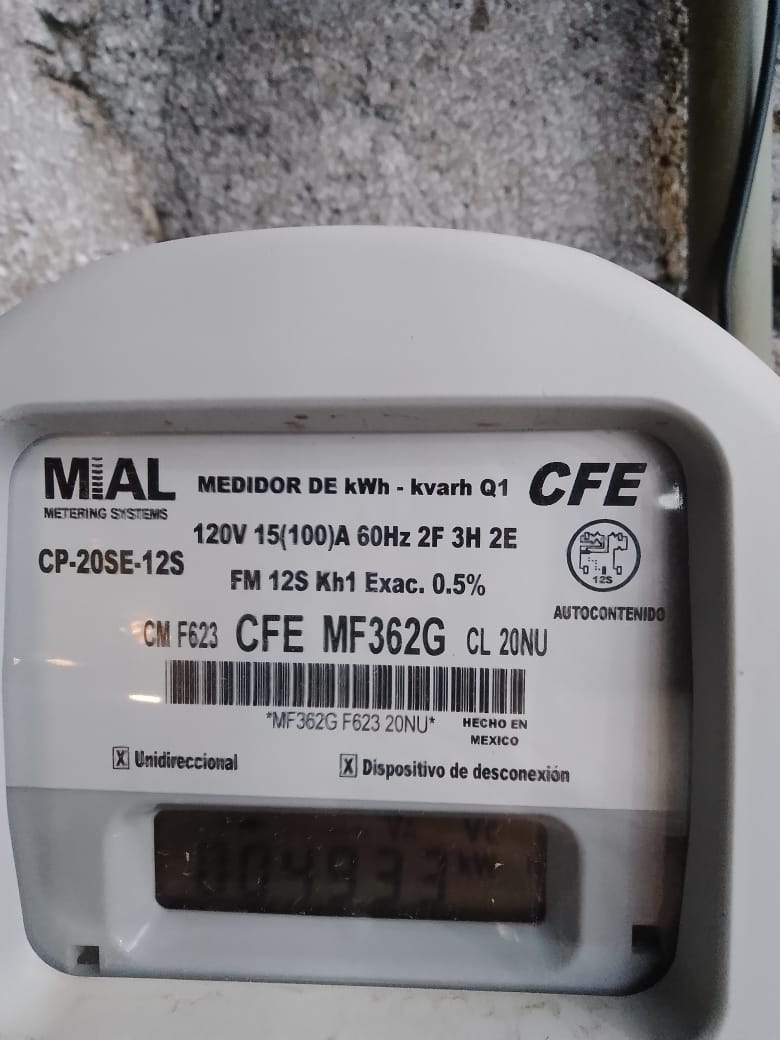 MIAL
METERING SYSTEMS
MEDIDOR DE kWh - kvarh Q1
CFE
120V 15(100)A 60Hz 2F 3H 2E
CP-20SE-12S
FM 12S Kh1 Exac. 0.5%
12S
AUTOCONTENIDO
CM F623 CFE MF362G CL 20NU
*MF362G F623 20NU*
HECHO EN
MEXICO
X Unidireccional
X Dispositivo de desconexión
004933